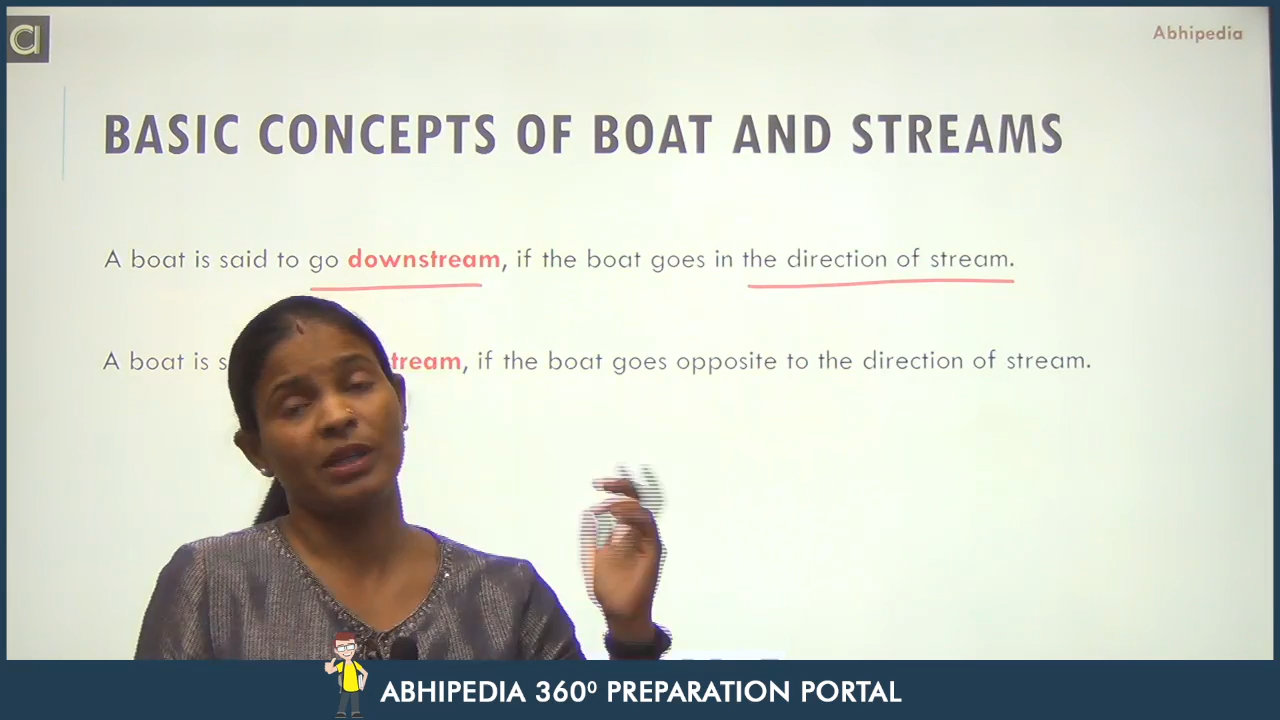 Abhipedia
BASIC CONCEPTS OF BOAT AND STREAMS
A boat is said to go downstream, if the boat goes in the direction of stream.
A boat is s tream, if the boat goes opposite to the direction of stream.
ABHIPEDIA 360⁰ PREPARATION PORTAL